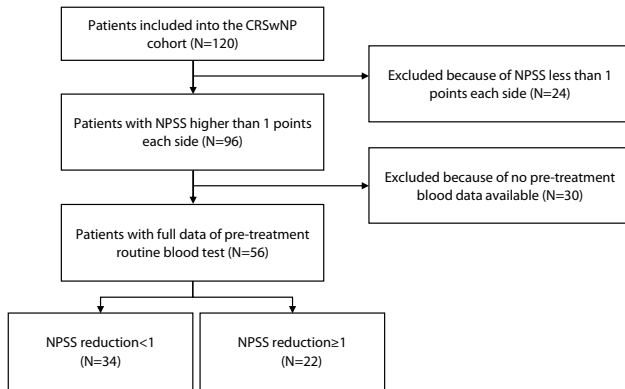 Patients included into the CRSwNP
cohort (N=120)
Excluded because of NPSS less than 1
points each side (N=24)
Patients with NPSS higher than 1 points
each side (N=96)
Excluded because of no pre-treatment
blood data available (N=30)
Patients with full data of pre-treatment
routine blood test (N=56)
NPSS reduction<1
(N=34)
NPSS reduction≥1
(N=22)